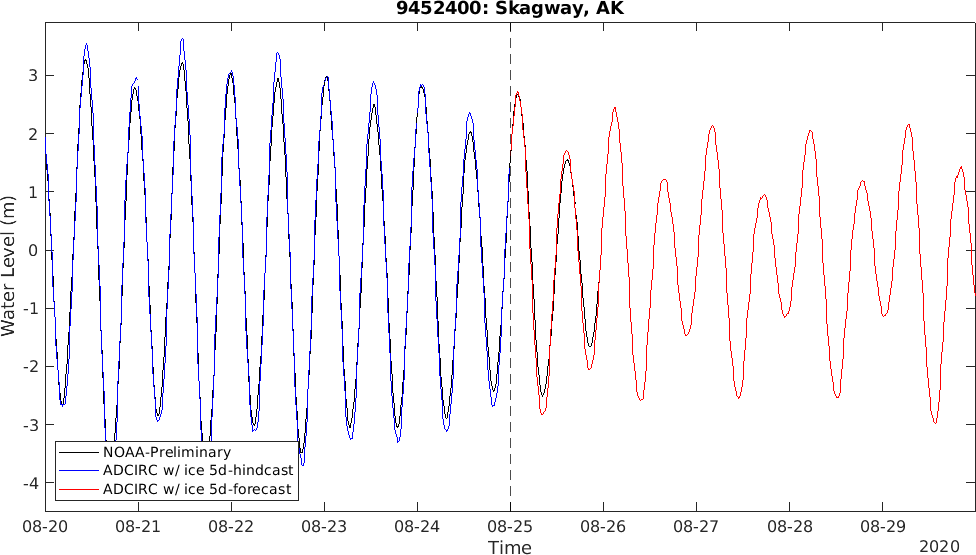 9452400: Skagway, AK
Water Level (m)
3
2
1
0
-1
-2
-3
-4
NOAA-Preliminary
ADCIRC w/ ice 5d-hindcast
ADCIRC w/ ice 5d-forecast
08-20 08-21 08-22 08-23 08-24 08-25 08-26 08-27 08-28 08-29
Time
2020